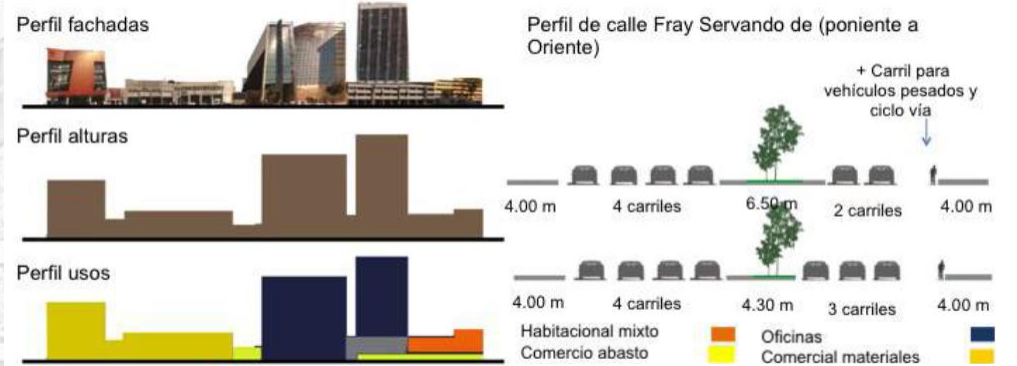 Perfil fachadas
Perfil alturas
Perfil usos
Perfil de calle Fray Servando de (poniente a
Oriente)
+ Carril para
vehículos pesados y
ciclo vía
4.00 m
4 carriles
6.50 m
2 carriles
4.00 m
4.00 m
4 carriles
4.30 m
3 carriles
4.00 m
Habitacional mixto
Oficinas
Comercio abasto
Comercial materiales